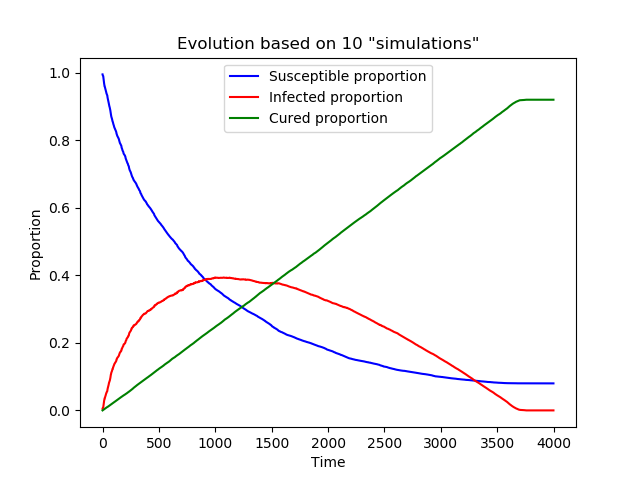 Evolution based on 10 "simulations"
Susceptible proportion
Infected proportion
Cured proportion
1.0
0.8
0.6
0.4
0.2
0.0
Proportion
0 500 1000 1500 2000 2500 3000 3500 4000
Time